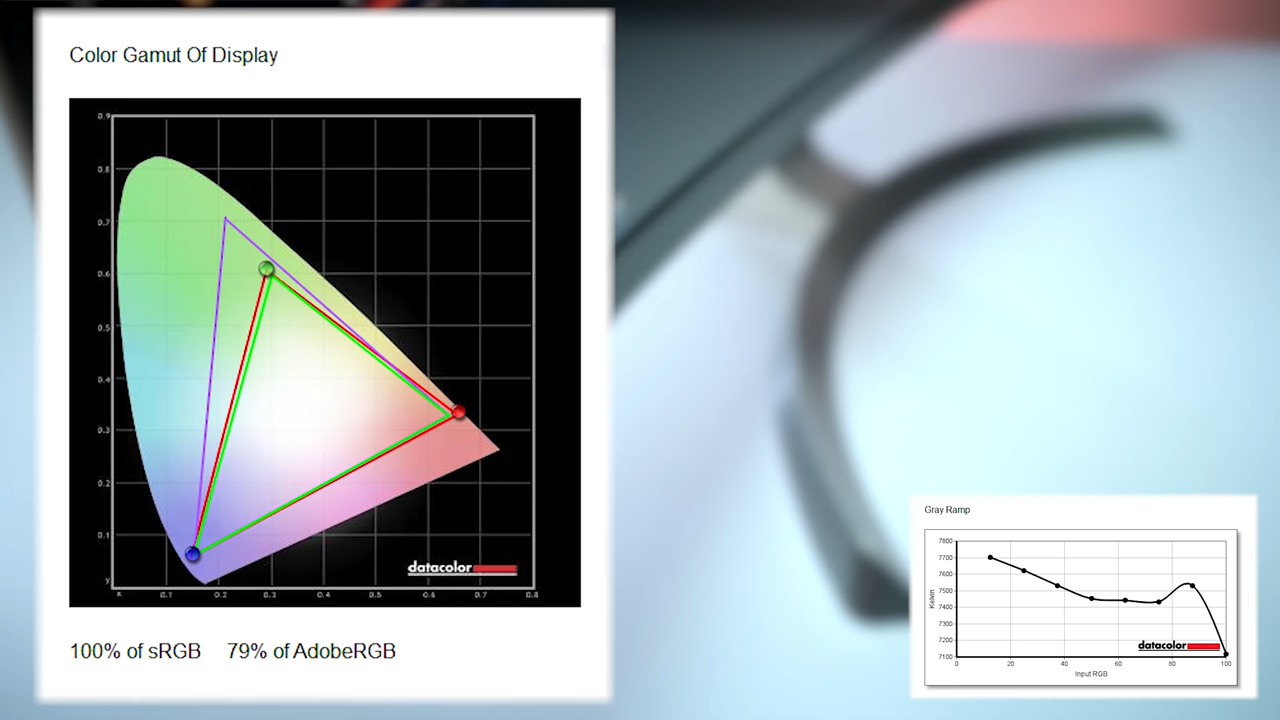 Color Gamut Of Display
0.9
0.8
0.7
0.6
0.5
0.4
0.3
0.2
0.1
y
x 0.1 0.2 0.3 0.4 0.5 0.6 0.7 0.8
datacolor
100% of sRGB 79% of AdobeRGB
Gray Ramp
7800
7700
7600
7500
7400
7300
7200
7100
Kelvin
0 20 40 60 80 100
Input RGB
datacolor